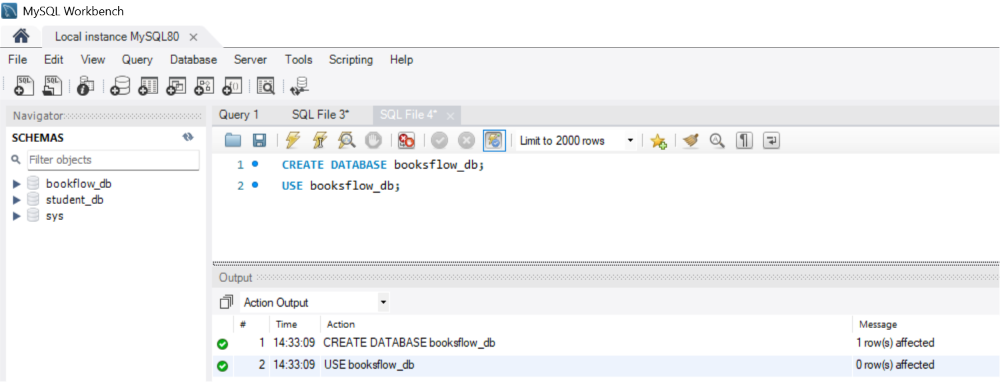 MySQL Workbench
Local instance MySQL80
File Edit View Query Database Server Tools Scripting Help
Navigator
SCHEMAS
Filter objects
bookflow_db
student_db
sys
Query 1 SQL File 3* SQL File 4*
Limit to 2000 rows
1 CREATE DATABASE booksflow_db;
2 USE booksflow_db;
Output
Action Output
# Time Action Message
1 14:33:09 CREATE DATABASE booksflow_db 1 row(s) affected
2 14:33:09 USE booksflow_db 0 row(s) affected